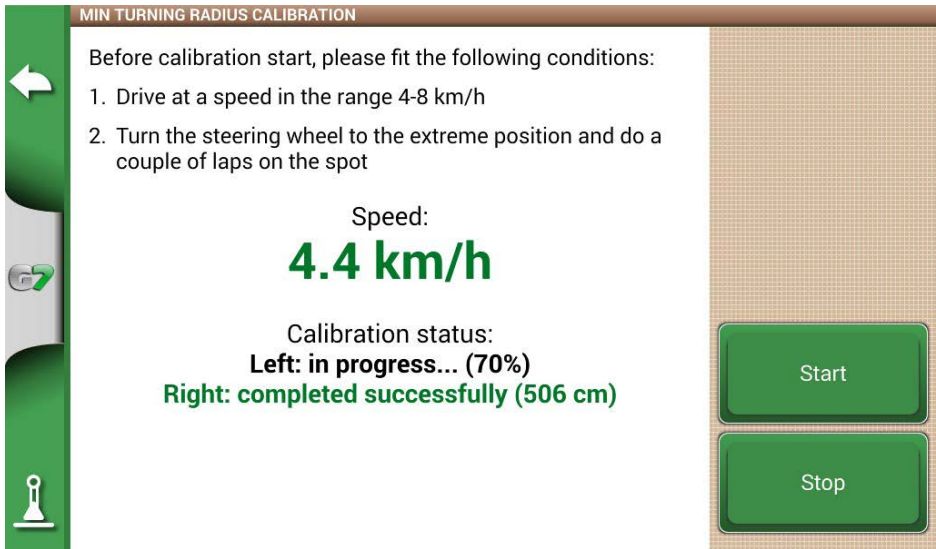 MIN TURNING RADIUS CALIBRATION
Before calibration start, please fit the following conditions:
1. Drive at a speed in the range 4-8 km/h
2. Turn the steering wheel to the extreme position and do a
couple of laps on the spot
Speed:
4.4 km/h
Calibration status:
Left: in progress... (70%)
Right: completed successfully (506 cm)
G7
Start
Stop